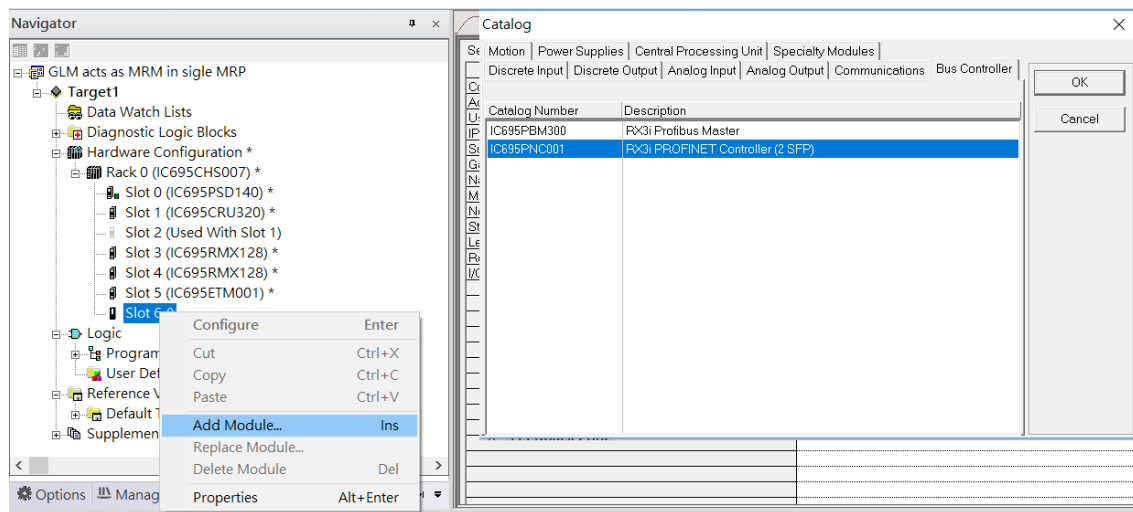 Navigator
GLM acts as MRM in sigle MRP
Target1
Data Watch Lists
Diagnostic Logic Blocks
Hardware Configuration *
Rack 0 (IC695CHS007) *
Slot 0 (IC695PSD140) *
Slot 1 (IC695CRU320) *
Slot 2 (Used With Slot 1)
Slot 3 (IC695RMX128) *
Slot 4 (IC695RMX128) *
Slot 5 (IC695ETM001) *
Slot
Logic
Program
User Def
Reference V
Default
Supplemen
Options
Manag
Configure Enter
Cut Ctrl+X
Copy Ctrl+C
Paste Ctrl+V
Add Module... Ins
Replace Module...
Delete Module Del
Properties Alt+Enter
Catalog
Motion Power Supplies Central Processing Unit Specialty Modules
Discrete Input Discrete Output Analog Input Analog Output Communications Bus Controller
Catalog Number Description
IC695PBM300 RX3i Profibus Master
IC695PNC001 RX3i PROFINET Controller (2 SFP)
OK
Cancel